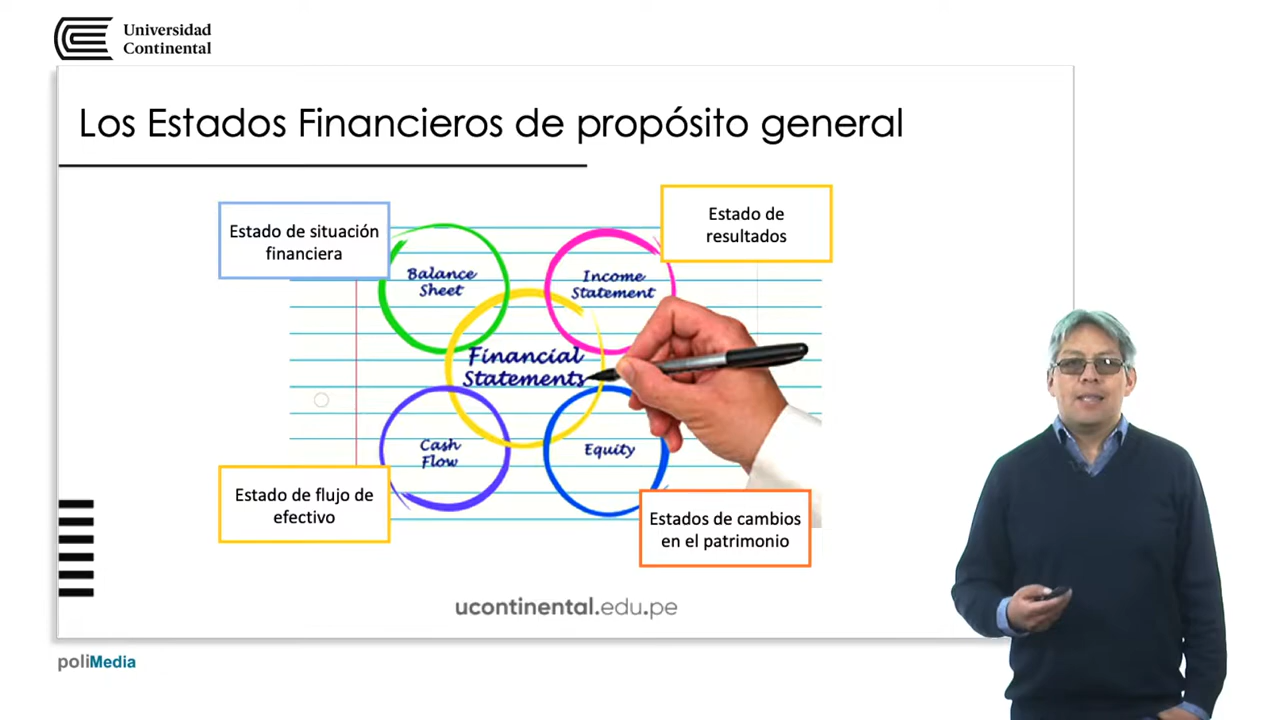 Universidad
Continental
Los Estados Financieros de propósito general
Estado de situación
financiera
Estado de
resultados
Balance
Sheet
Income
Statement
Financial
Statements
Cash
Flow
Equity
Estado de flujo de
efectivo
Estados de cambios
en el patrimonio
ucontinental.edu.pe
poliMedia